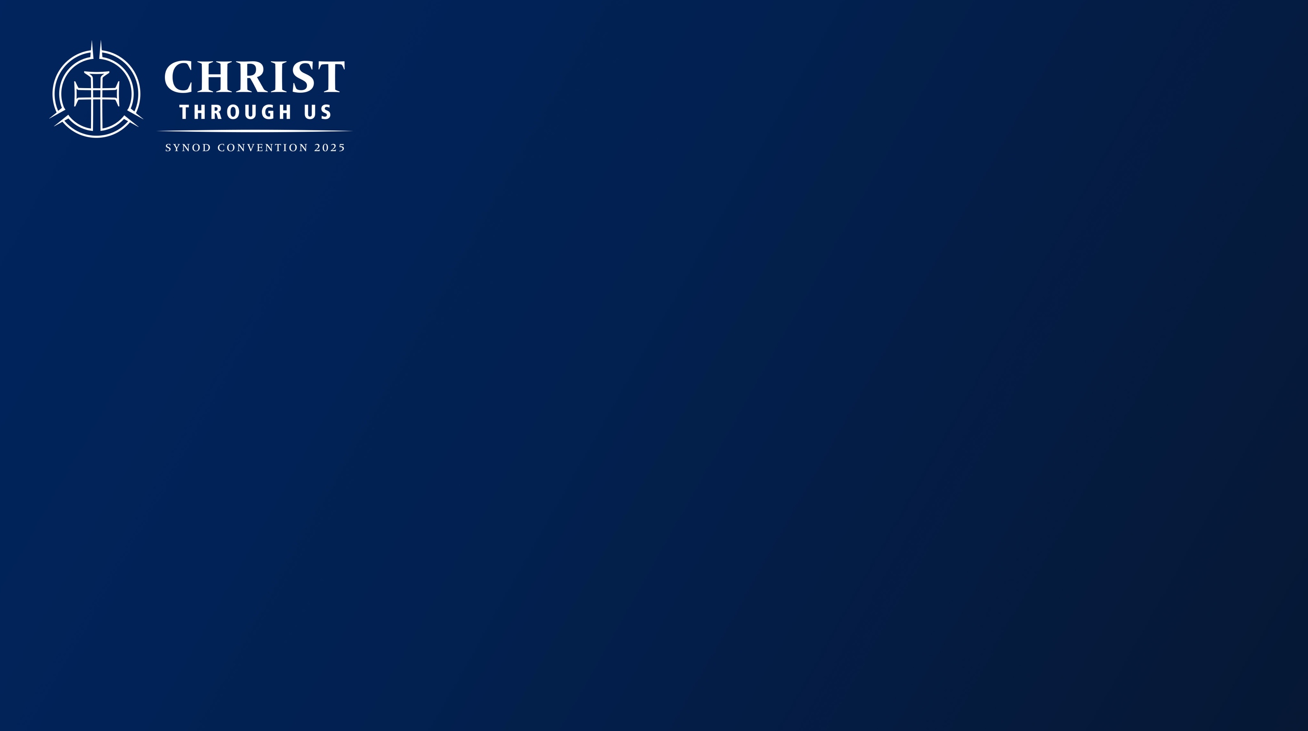 CHRIST
THROUGH US
SYNOD CONVENTION 2025